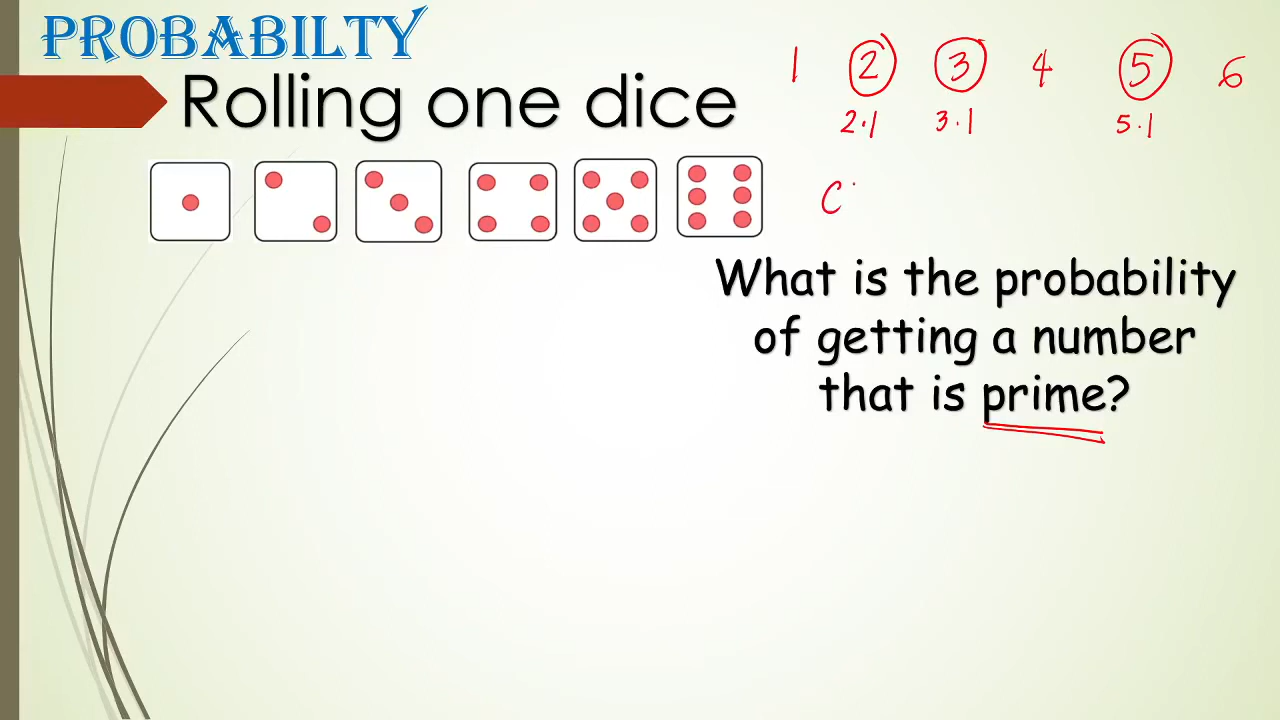 PROBABILTY
Rolling one dice
1 2 3 4 5 6
2·1 3·1 5·1
C
What is the probability
of getting a number
that is prime?